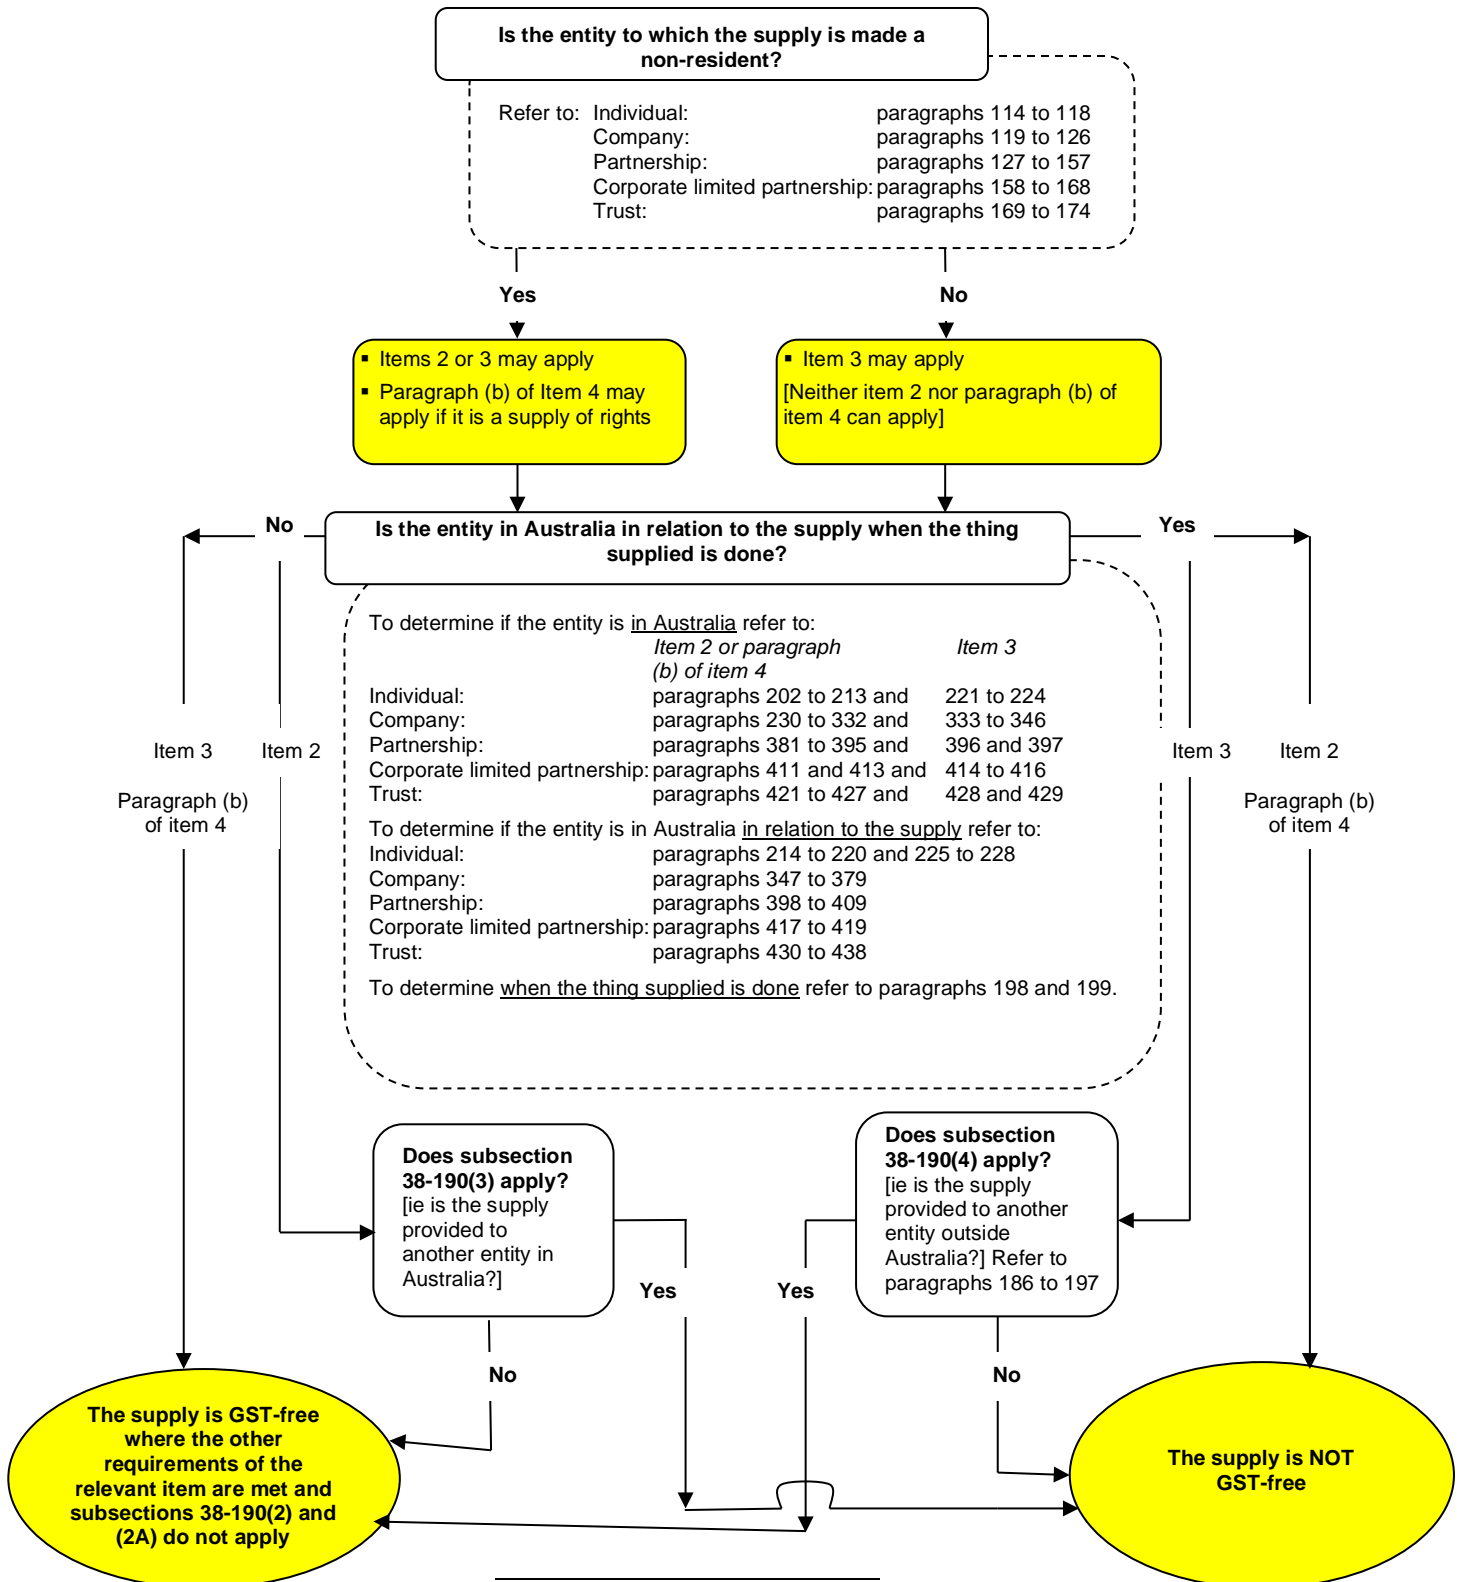 Is the entity to which the supply is made a
non-resident?
Refer to: Individual: paragraphs 114 to 118
Company: paragraphs 119 to 126
Partnership: paragraphs 127 to 157
Corporate limited partnership: paragraphs 158 to 168
Trust: paragraphs 169 to 174
Yes
No
▪ Items 2 or 3 may apply
▪ Paragraph (b) of Item 4 may
apply if it is a supply of rights
▪ Item 3 may apply
[Neither item 2 nor paragraph (b) of
item 4 can apply]
No
Is the entity in Australia in relation to the supply when the thing
supplied is done?
Yes
To determine if the entity is in Australia refer to:
Item 2 or paragraph Item 3
(b) of item 4
Individual: paragraphs 202 to 213 and 221 to 224
Company: paragraphs 230 to 332 and 333 to 346
Partnership: paragraphs 381 to 395 and 396 and 397
Corporate limited partnership: paragraphs 411 and 413 and 414 to 416
Trust: paragraphs 421 to 427 and 428 and 429
To determine if the entity is in Australia in relation to the supply refer to:
Individual: paragraphs 214 to 220 and 225 to 228
Company: paragraphs 347 to 379
Partnership: paragraphs 398 to 409
Corporate limited partnership: paragraphs 417 to 419
Trust: paragraphs 430 to 438
To determine when the thing supplied is done refer to paragraphs 198 and 199.
Item 3
Paragraph (b)
of item 4
Item 2
Item 3
Item 2
Paragraph (b)
of item 4
Does subsection
38-190(3) apply?
[ie is the supply
provided to
another entity in
Australia?]
Does subsection
38-190(4) apply?
[ie is the supply
provided to another
entity outside
Australia?] Refer to
paragraphs 186 to 197
Yes
Yes
No
No
The supply is GST-free
where the other
requirements of the
relevant item are met and
subsections 38-190(2) and
(2A) do not apply
The supply is NOT
GST-free